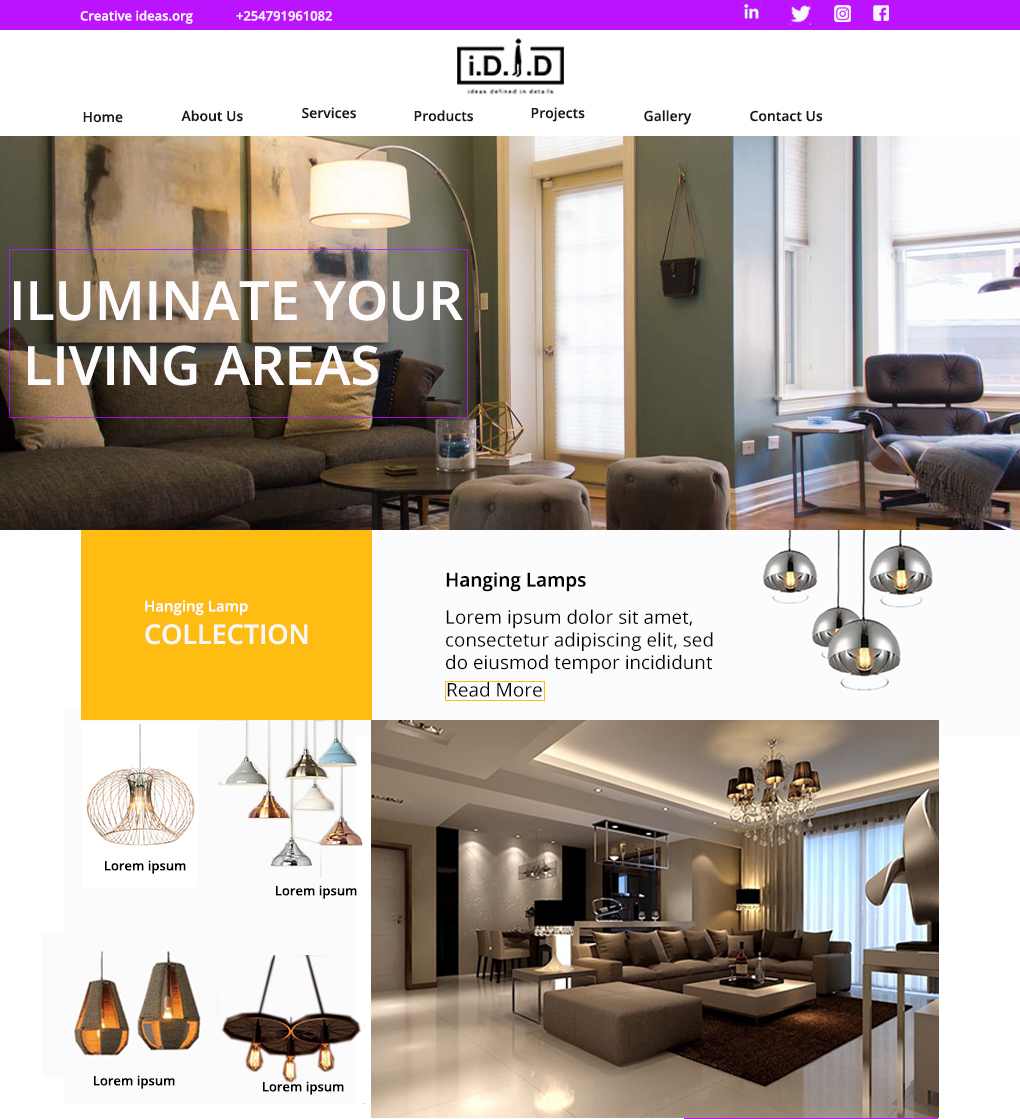 Creative ideas.org +254791961082
i.D.i.D
ideas defined in details
Home About Us Services Products Projects Gallery Contact Us
ILUMINATE YOUR
LIVING AREAS
Hanging Lamp
COLLECTION
Hanging Lamps
Lorem ipsum dolor sit amet,
consectetur adipiscing elit, sed
do eiusmod tempor incididunt
Read More
Lorem ipsum
Lorem ipsum
Lorem ipsum
Lorem ipsum